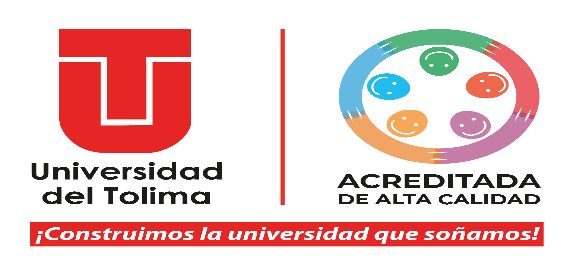 Universidad
del Tolima
ACREDITADA
DE ALTA CALIDAD
¡Construimos la universidad que soñamos!